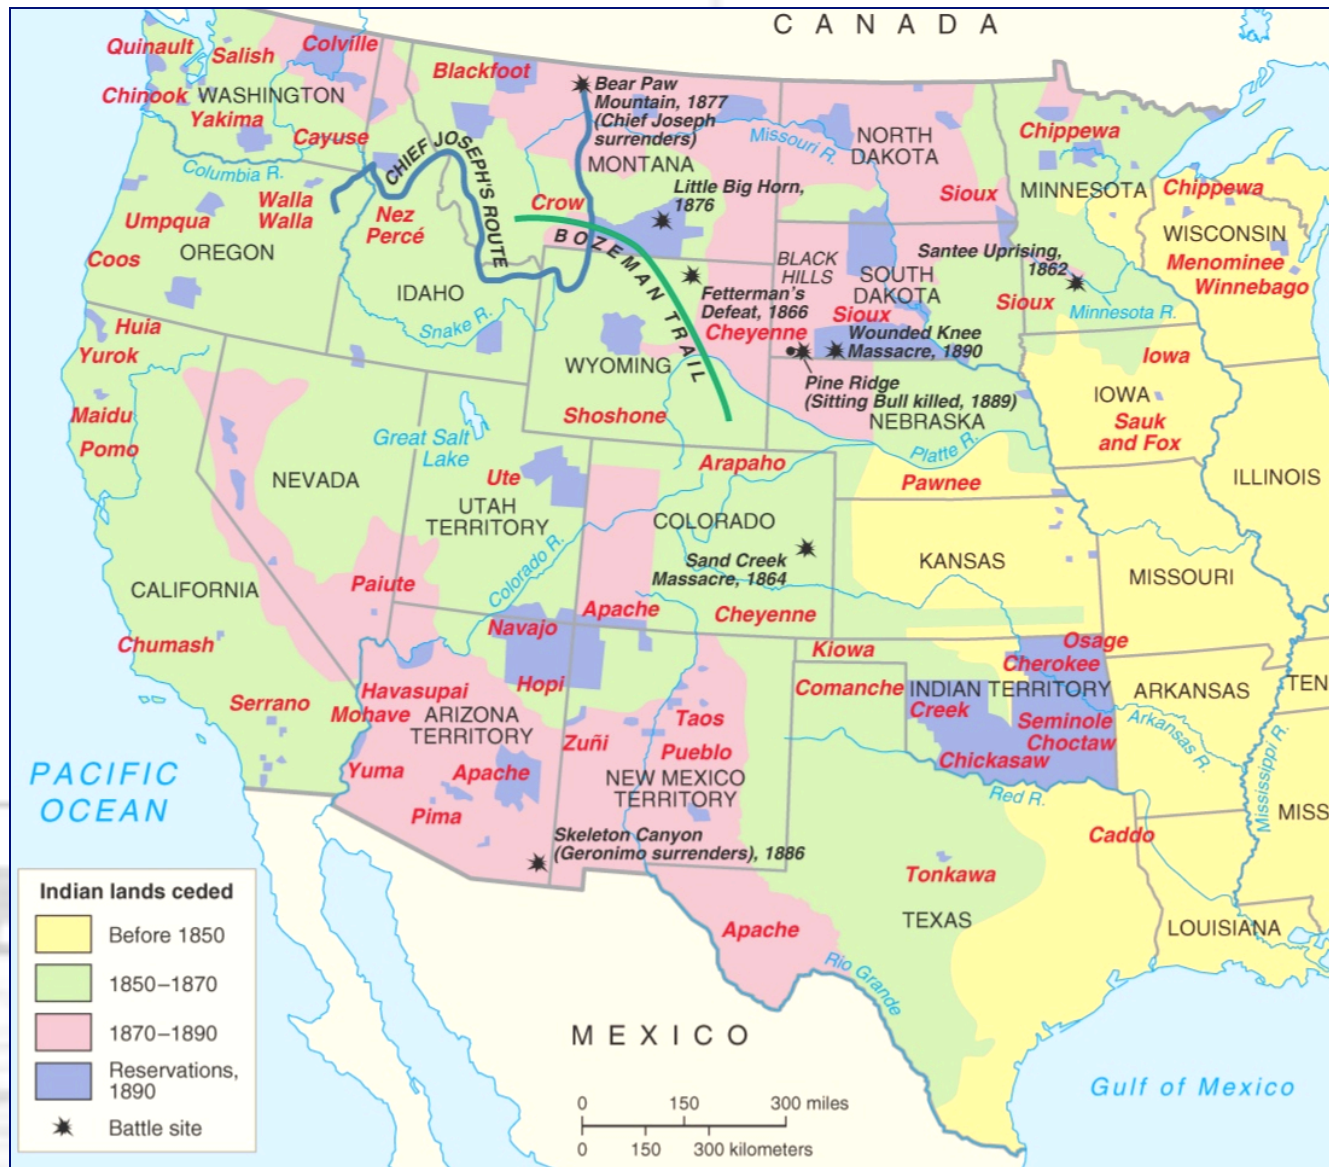 CANADA
Quinault
Salish
Colville
Blackfoot
Bear Paw
Mountain, 1877
(Chief Joseph
surrenders)
Chinook
WASHINGTON
Yakima
Cayuse
CHIEF JOSEPH'S ROUTE
MONTANA
Missouri R.
NORTH
DAKOTA
Chippewa
MINNESOTA
Chippewa
Columbia R.
Walla
Walla
Umpqua
Nez
Percé
Crow
Little Big Horn,
1876
Sioux
WISCONSIN
Menominee
Winnebago
OREGON
Coos
BOZEMAN TRAIL
BLACK
HILLS
SOUTH
DAKOTA
Santee Uprising,
1862
IDAHO
Fetterman's
Defeat, 1866
Sioux
Sioux
Minnesota R.
Huia
Yurok
Snake R.
Cheyenne
Wounded Knee
Massacre, 1890
Iowa
WYOMING
Pine Ridge
(Sitting Bull killed, 1889)
IOWA
Maidu
Shoshone
NEBRASKA
Sauk
and Fox
Pomo
Great Salt
Lake
Platte R.
Arapaho
NEVADA
Ute
Pawnee
ILLINOIS
UTAH
TERRITORY
COLORADO
Colorado R.
Sand Creek
Massacre, 1864
KANSAS
MISSOURI
CALIFORNIA
Paiute
Apache
Cheyenne
Chumash
Navajo
Kiowa
Osage
Cherokee
Serrano
Havasupai
Hopi
Comanche
INDIAN TERRITORY
ARKANSAS
TEN
Mohave
ARIZONA
TERRITORY
Taos
Creek
Seminole
Choctaw
Arkansas R.
Zuñi
Pueblo
Chickasaw
Mississippi R.
PACIFIC
OCEAN
Yuma
Apache
NEW MEXICO
TERRITORY
Red R.
MISS
Pima
Skeleton Canyon
(Geronimo surrenders), 1886
Caddo
Tonkawa
Apache
TEXAS
LOUISIANA
Rio Grande
MEXICO
Gulf of Mexico
Indian lands ceded
Before 1850
1850–1870
1870–1890
Reservations,
1890
Battle site
0 150 300 miles
0 150 300 kilometers